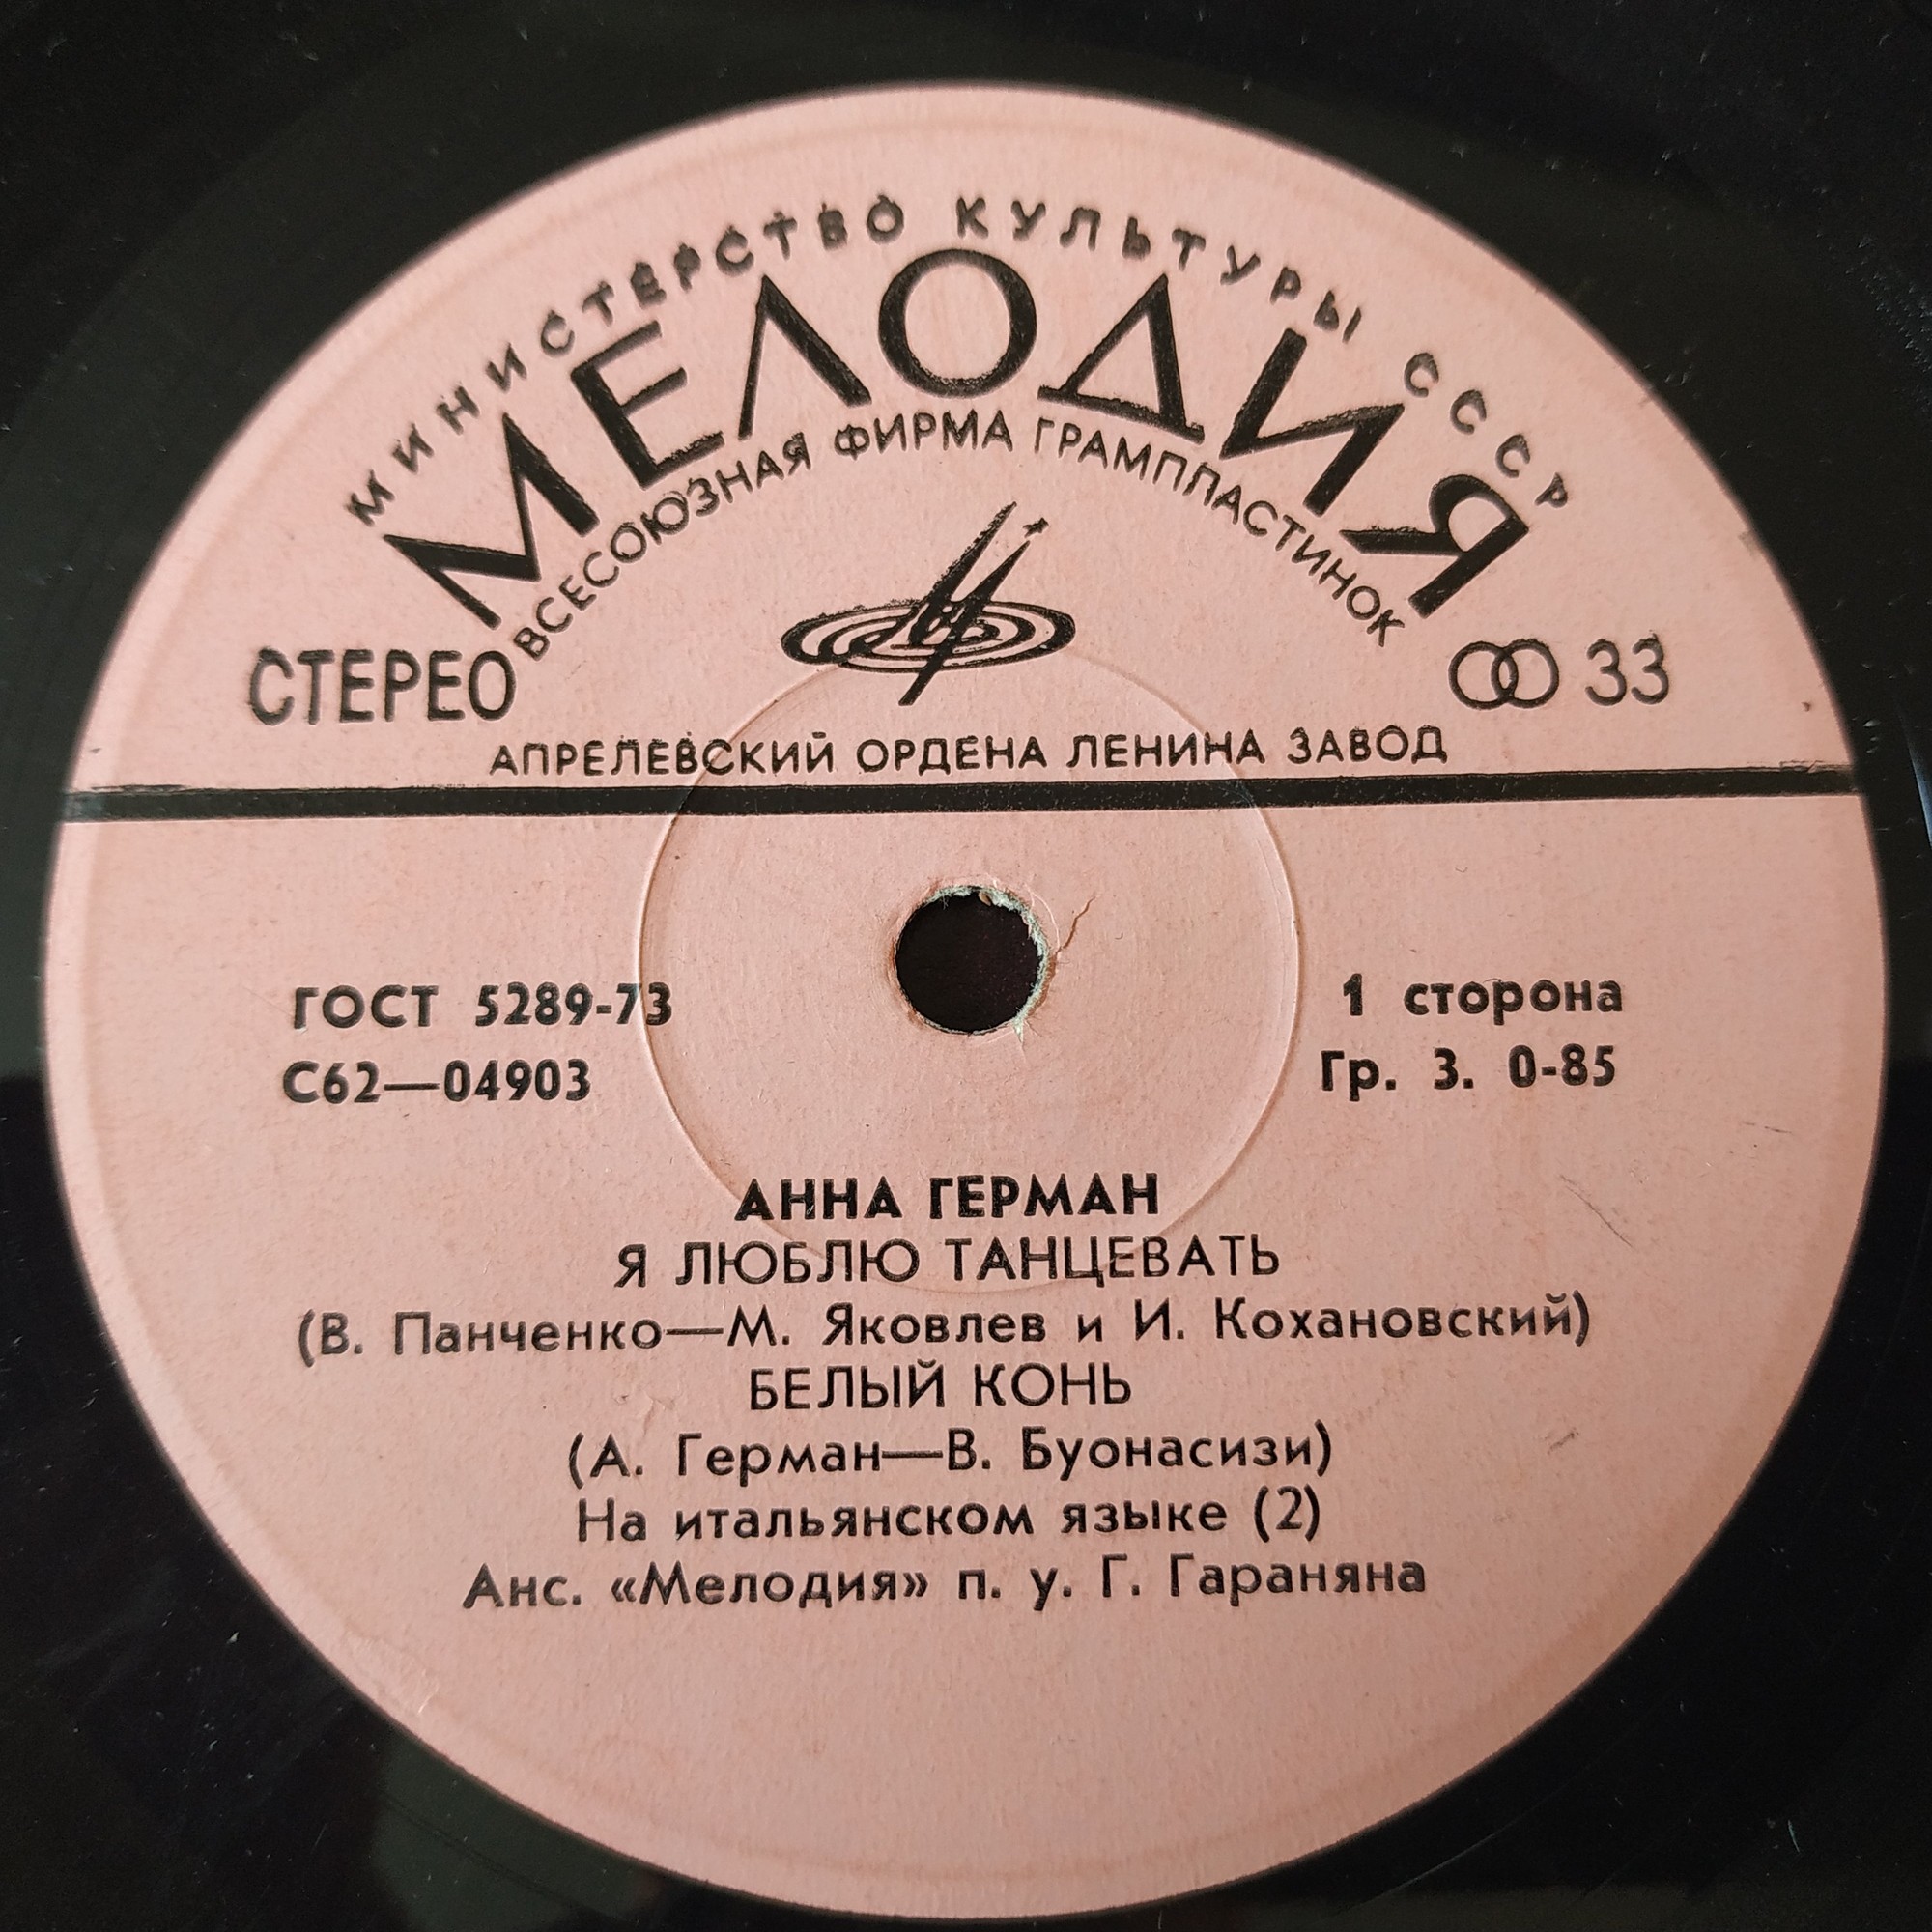 МИНИСТЕРСТВО КУЛЬТУРЫ СССР
МЕЛОДИЯ
ВСЕСОЮЗНАЯ ФИРМА ГРАМПЛАСТИНОК
СТЕРЕО
33
АПРЕЛЕВСКИЙ ОРДЕНА ЛЕНИНА ЗАВОД
ГОСТ 5289-73
С62—04903
1 сторона
Гр. 3. 0-85
АННА ГЕРМАН
Я ЛЮБЛЮ ТАНЦЕВАТЬ
(В. Панченко—М. Яковлев и И. Кохановский)
БЕЛЫЙ КОНЬ
(А. Герман—В. Буонасизи)
На итальянском языке (2)
Анс. «Мелодия» п. у. Г. Гараняна